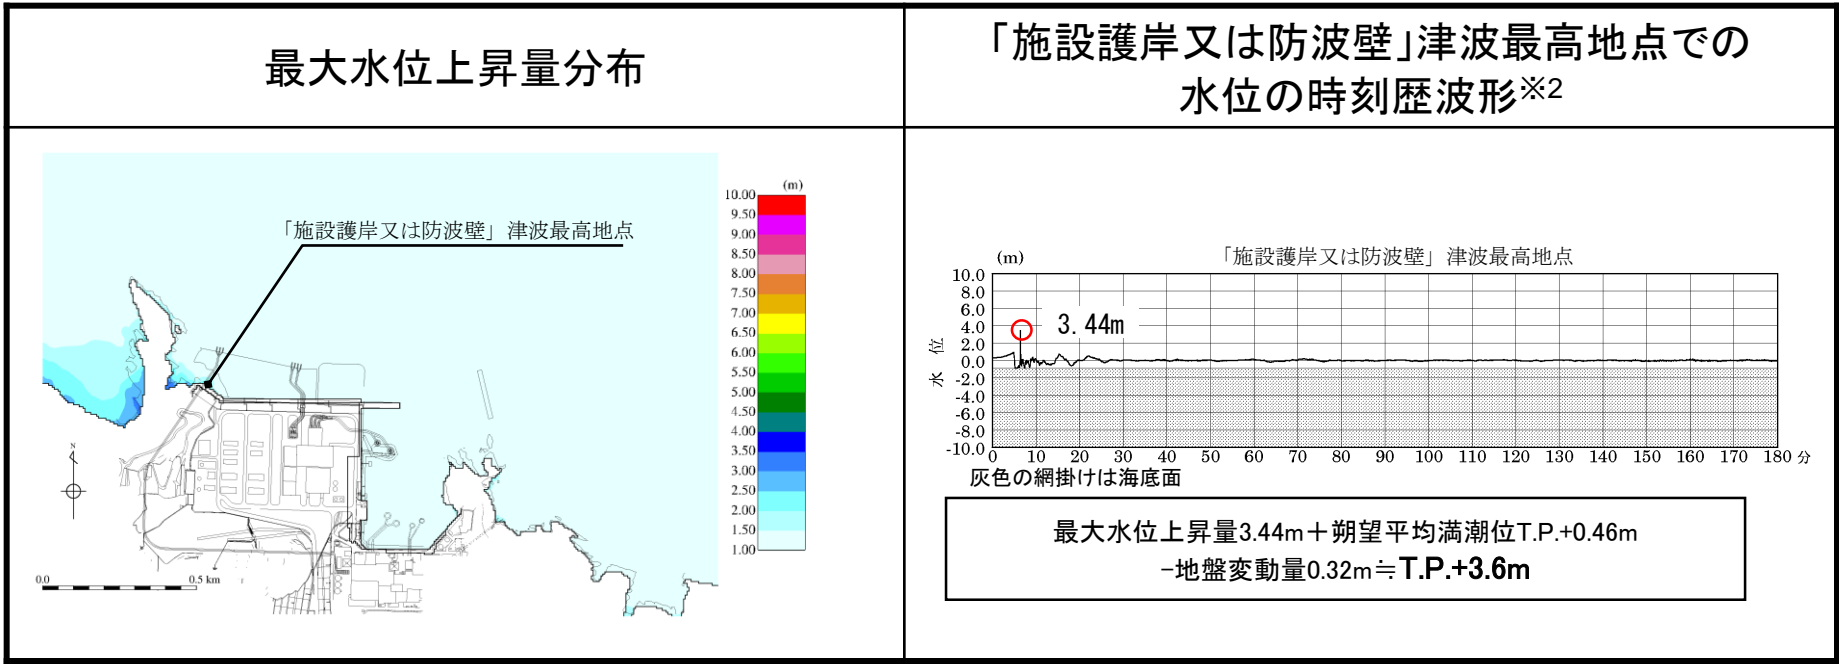 最大水位上昇量分布
「施設護岸又は防波壁」津波最高地点での
水位の時刻歴波形※2
「施設護岸又は防波壁」津波最高地点
(m)
10.00
9.50
9.00
8.50
8.00
7.50
7.00
6.50
6.00
5.50
5.00
4.50
4.00
3.50
3.00
2.50
2.00
1.50
1.00
N
0.0 0.5 km
(m)
「施設護岸又は防波壁」津波最高地点
水位
10.0
8.0
6.0
4.0
2.0
0.0
-2.0
-4.0
-6.0
-8.0
-10.0
3.44m
0 10 20 30 40 50 60 70 80 90 100 110 120 130 140 150 160 170 180 分
灰色の網掛けは海底面
最大水位上昇量3.44m+朔望平均満潮位T.P.+0.46m
-地盤変動量0.32m≒T.P.+3.6m